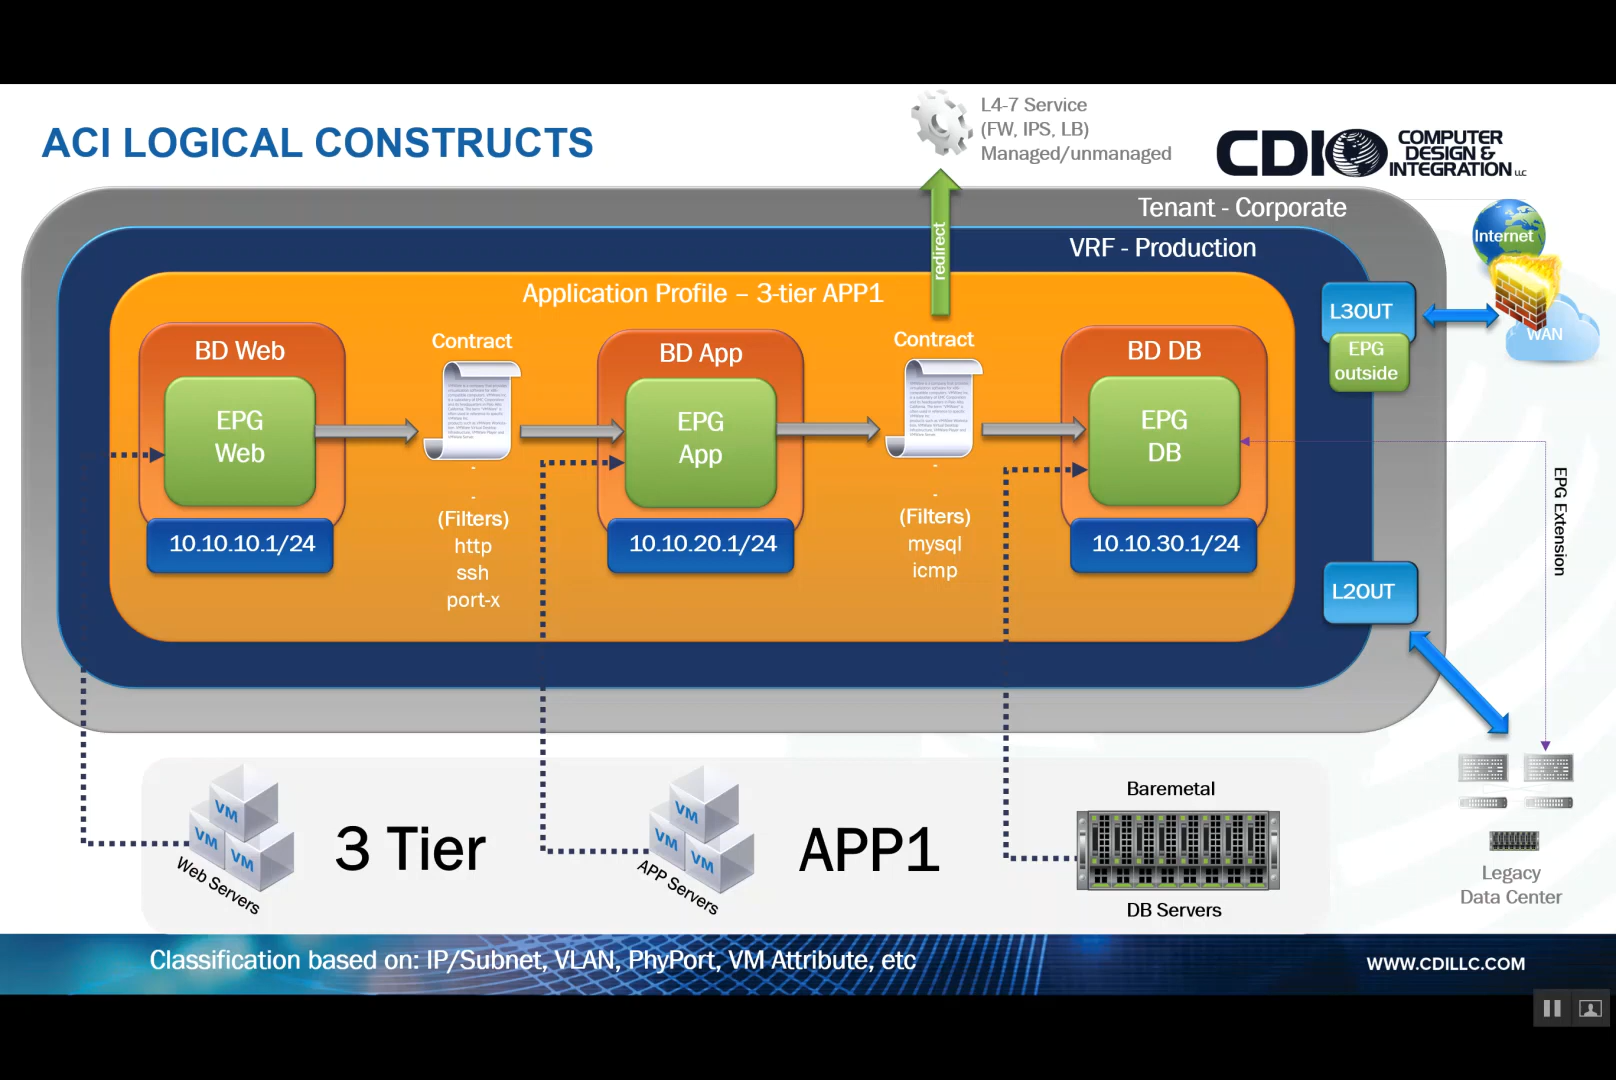 ACI LOGICAL CONSTRUCTS
L4-7 Service
(FW, IPS, LB)
Managed/unmanaged
CDI
COMPUTER
DESIGN &
INTEGRATION LLC
Tenant - Corporate
VRF - Production
Application Profile – 3-tier APP1
redirect
Internet
WAN
L3OUT
EPG
outside
BD Web
EPG
Web
10.10.10.1/24
Contract
-
-
(Filters)
http
ssh
port-x
BD App
EPG
App
10.10.20.1/24
Contract
-
-
(Filters)
mysql
icmp
BD DB
EPG
DB
10.10.30.1/24
EPG Extension
L2OUT
VM
VM
VM
Web Servers
3 Tier
VM
VM
VM
APP Servers
APP1
Baremetal
DB Servers
Legacy
Data Center
Classification based on: IP/Subnet, VLAN, PhyPort, VM Attribute, etc
WWW.CDILLC.COM